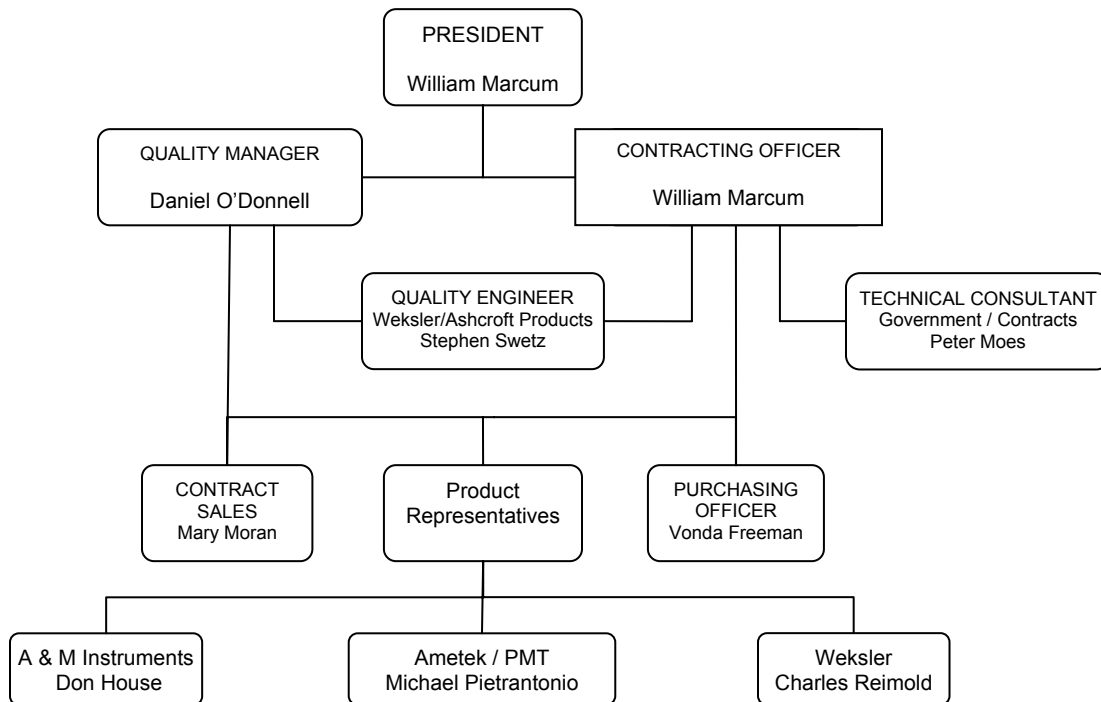 PRESIDENT
William Marcum
QUALITY MANAGER
Daniel O’Donnell
CONTRACTING OFFICER
William Marcum
QUALITY ENGINEER
Weksler/Ashcroft Products
Stephen Swetz
TECHNICAL CONSULTANT
Government / Contracts
Peter Moes
CONTRACT
SALES
Mary Moran
Product
Representatives
PURCHASING
OFFICER
Vonda Freeman
A & M Instruments
Don House
Ametek / PMT
Michael Pietrantonio
Weksler
Charles Reimold